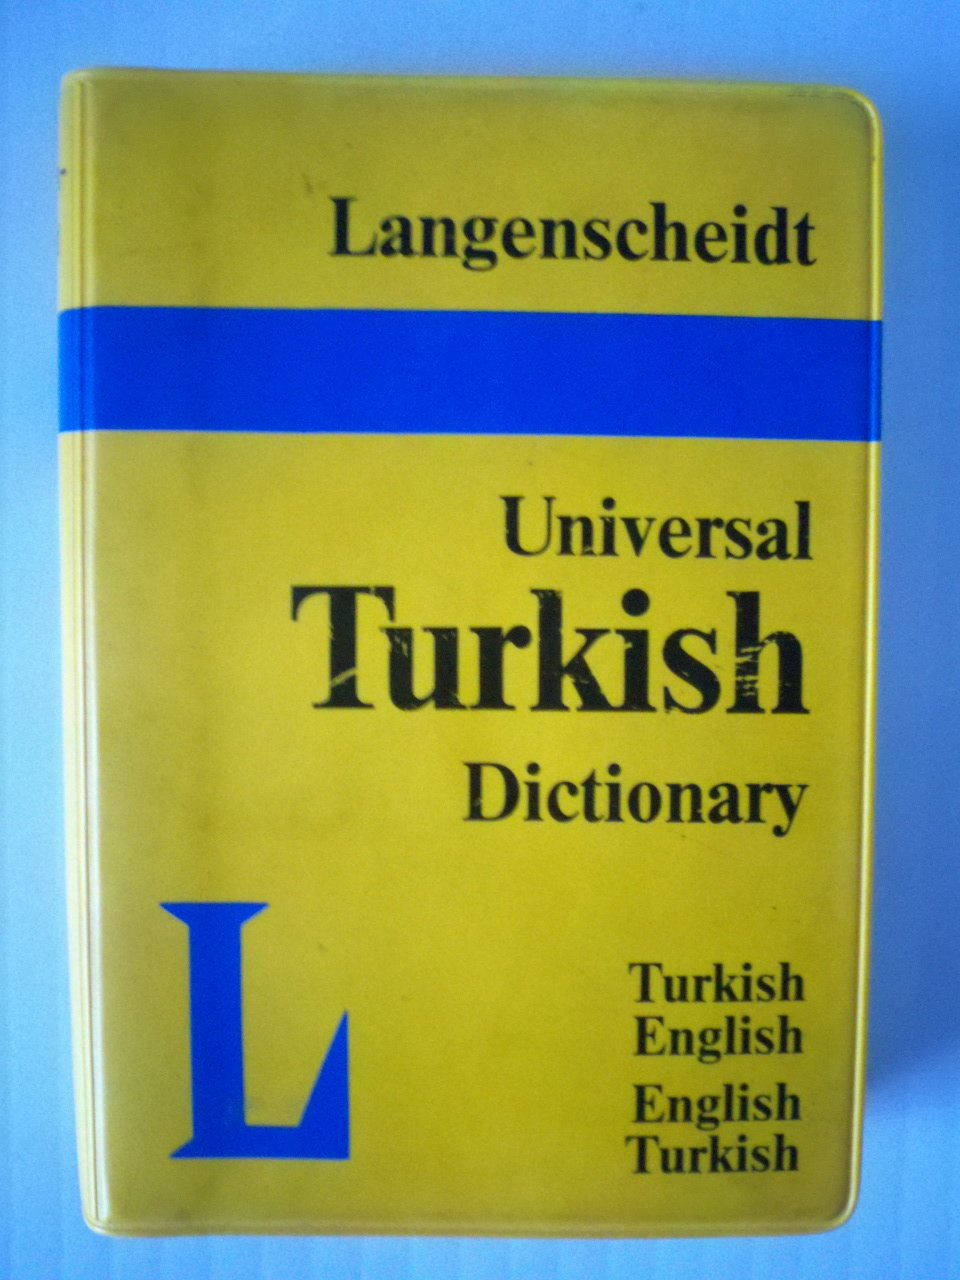 Langenscheidt
Universal
Turkish
Dictionary
L
Turkish
English
English
Turkish